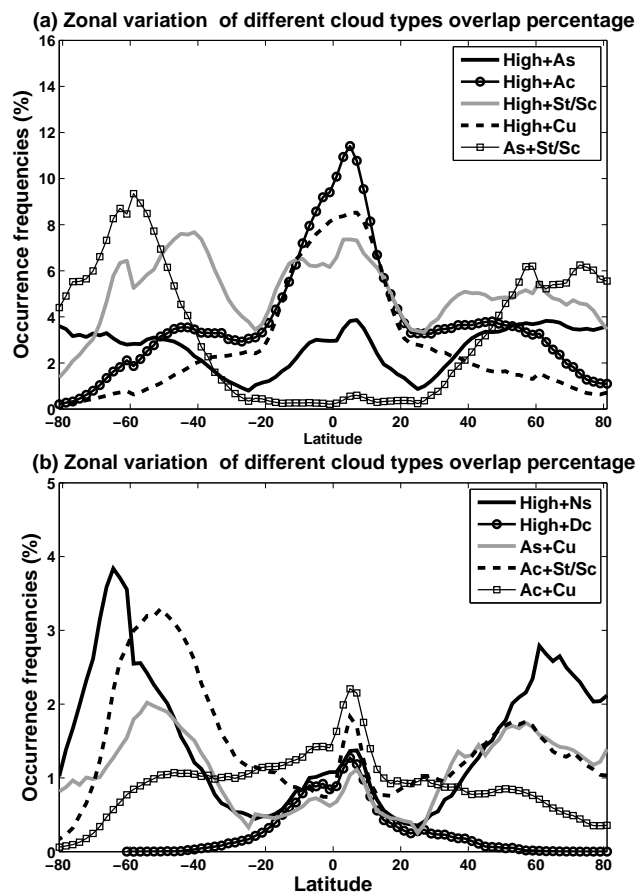 (a) Zonal variation of different cloud types overlap percentage
16
14
12
10
8
6
4
2
0
Occurrence frequencies (%)
High+As
High+Ac
High+St/Sc
High+Cu
As+St/Sc
−80 −60 −40 −20 0 20 40 60 80
Latitude
(b) Zonal variation of different cloud types overlap percentage
5
4
3
2
1
0
Occurrence frequencies (%)
High+Ns
High+Dc
As+Cu
Ac+St/Sc
Ac+Cu
−80 −60 −40 −20 0 20 40 60 80
Latitude